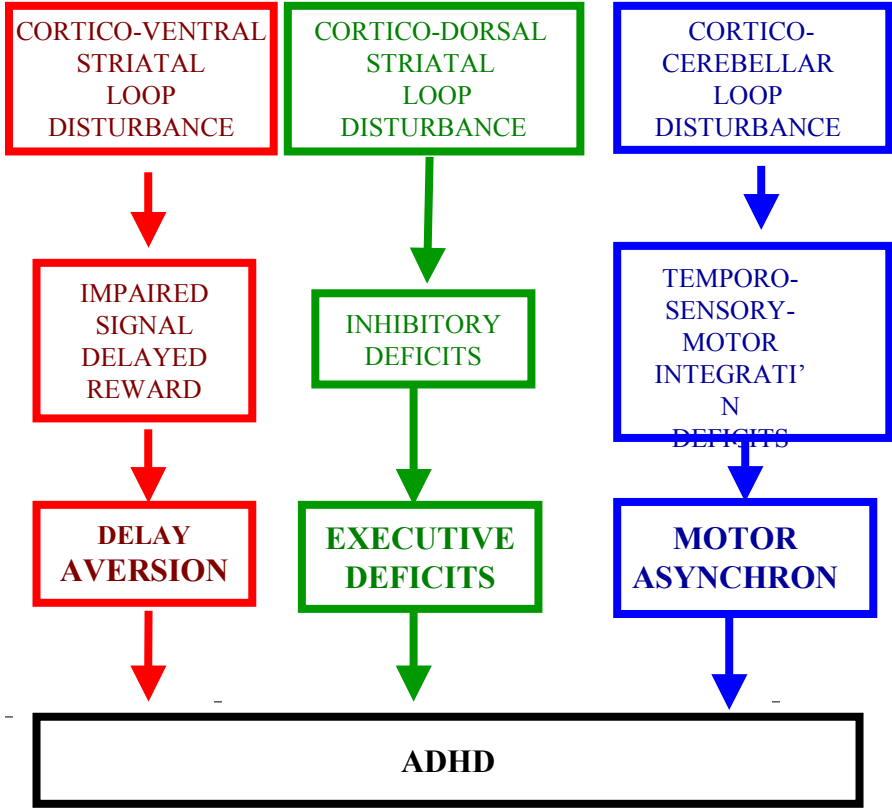 CORTICO-VENTRAL
STRIATAL
LOOP
DISTURBANCE
CORTICO-DORSAL
STRIATAL
LOOP
DISTURBANCE
CORTICO-
CEREBELLAR
LOOP
DISTURBANCE
IMPAIRED
SIGNAL
DELAYED
REWARD
INHIBITORY
DEFICITS
TEMPORO-
SENSORY-
MOTOR
INTEGRATI’
N
DEFICITS
DELAY
AVERSION
EXECUTIVE
DEFICITS
MOTOR
ASYNCHRON
ADHD